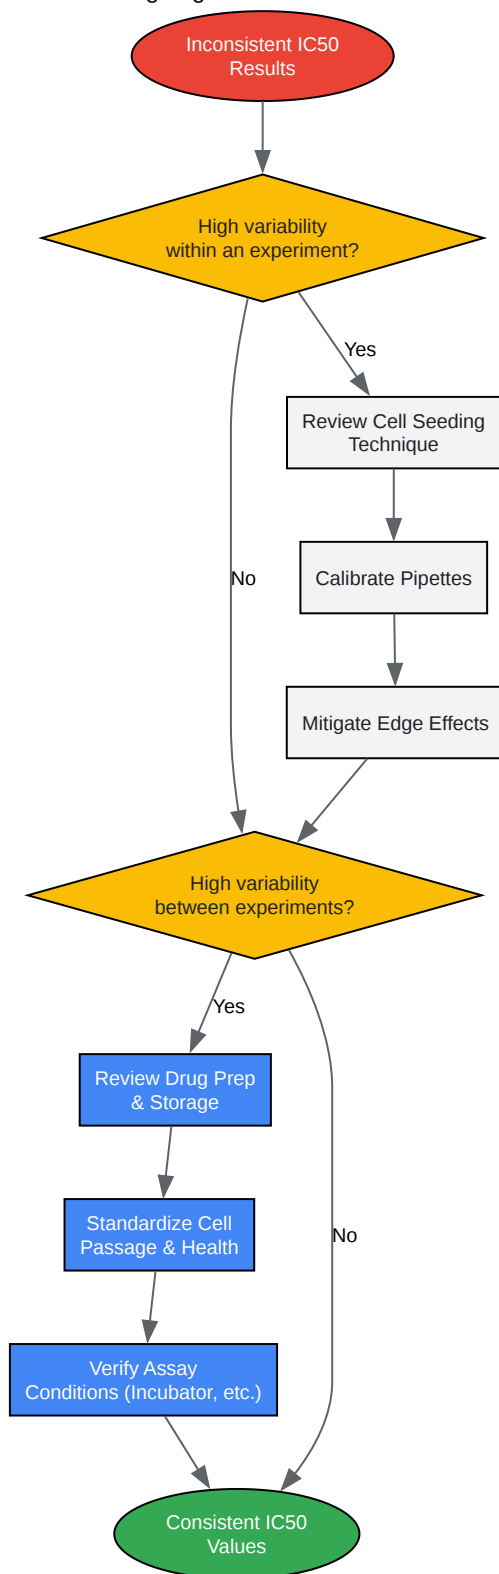 Inconsistent IC50
Results
High variability
within an experiment?
Yes
Review Cell Seeding
Technique
No
Calibrate Pipettes
Mitigate Edge Effects
High variability
between experiments?
Yes
Review Drug Prep
& Storage
Standardize Cell
Passage & Health
No
Verify Assay
Conditions (Incubator, etc.)
Consistent IC50
Values